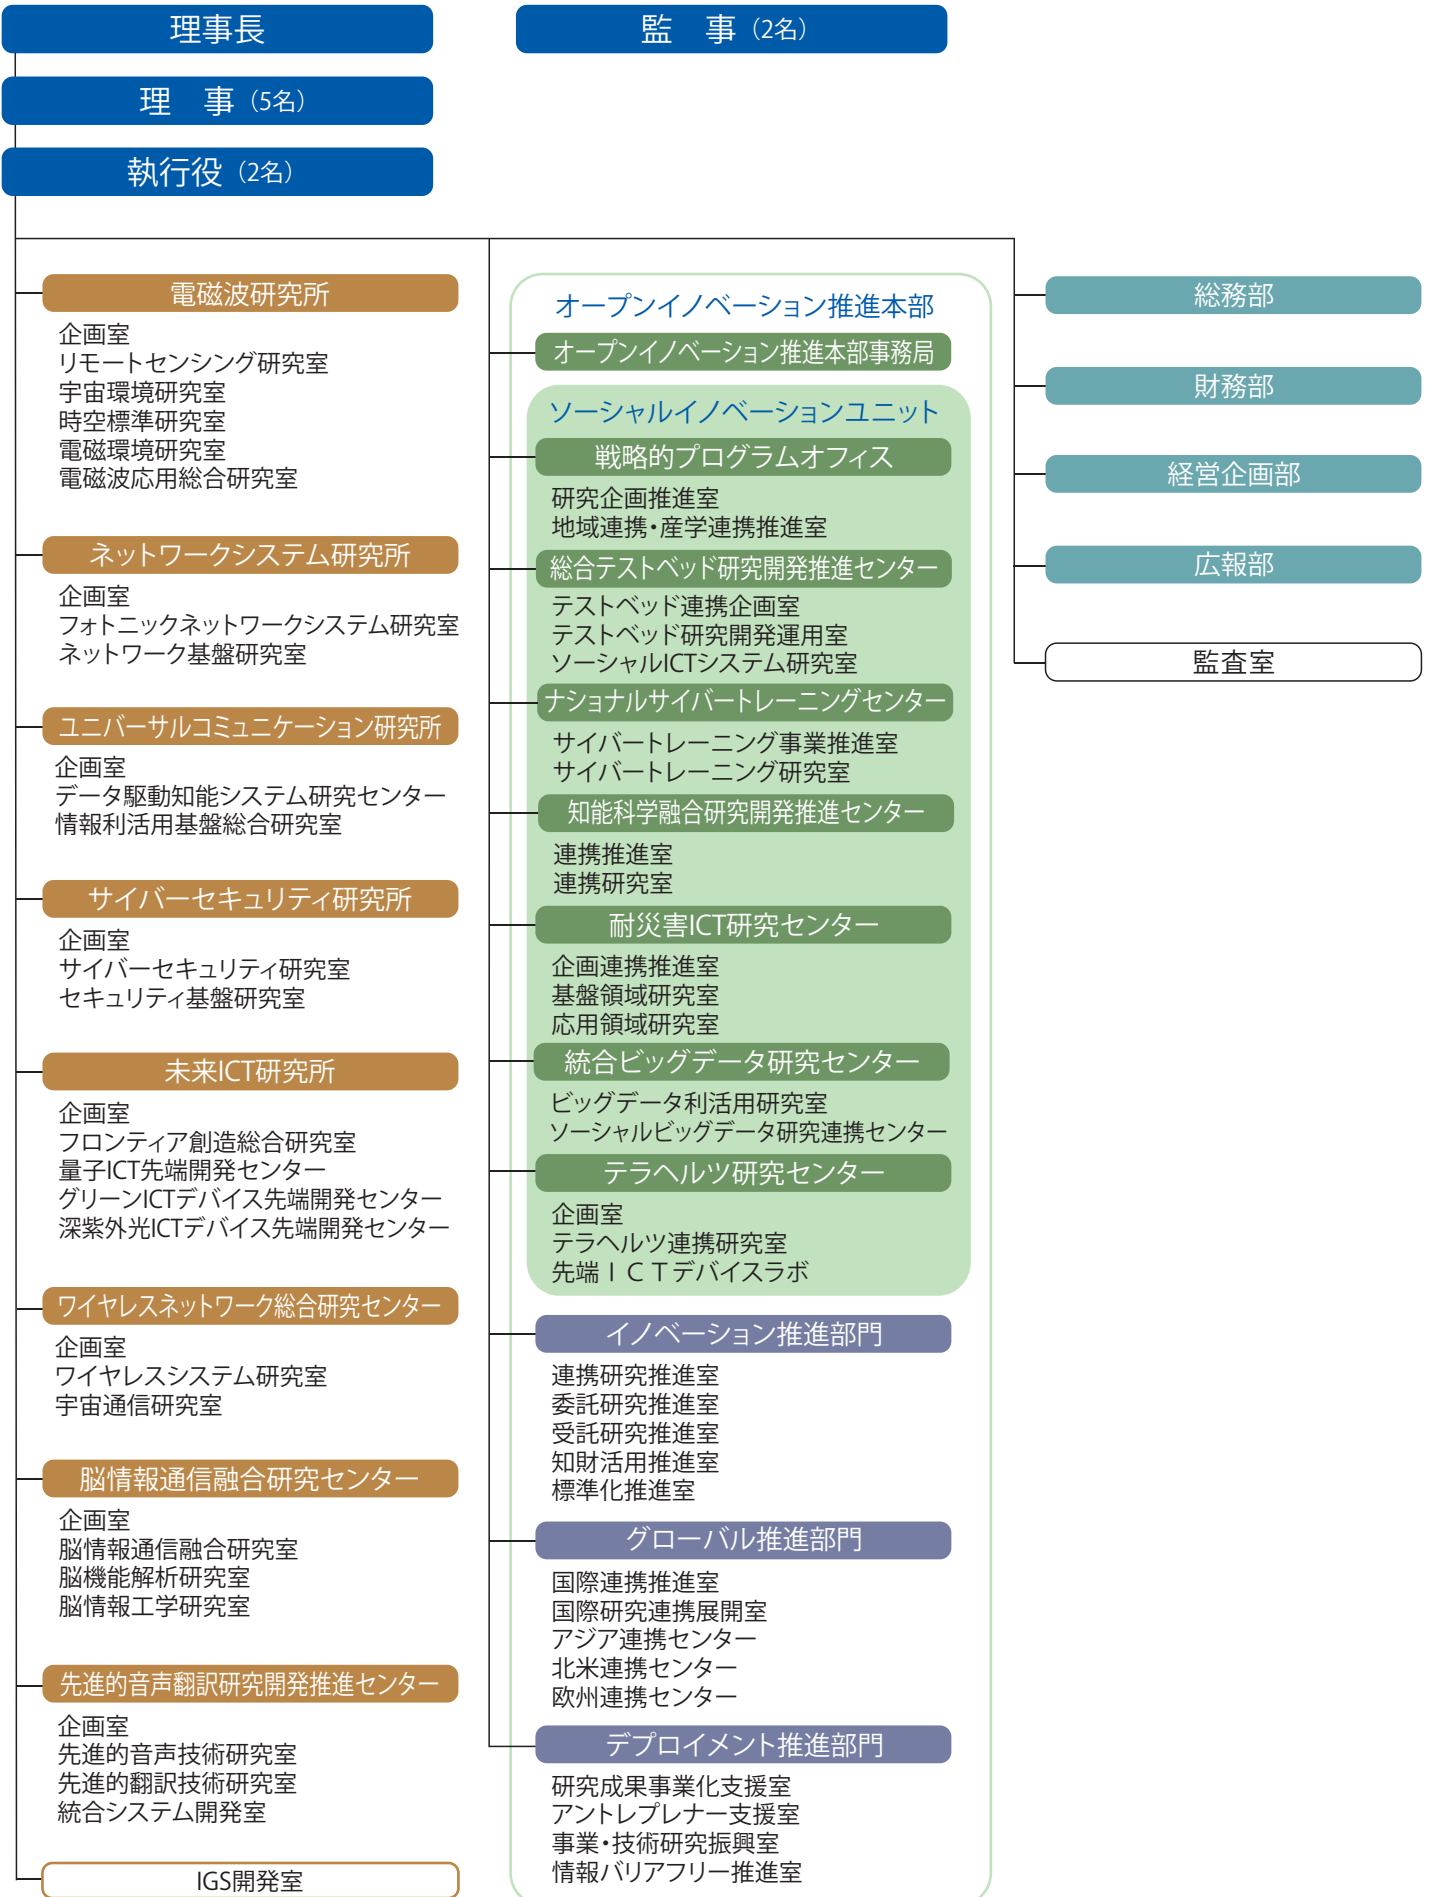 理事長
監　事（2名）
理　事（5名）
執行役（2名）
電磁波研究所
企画室
リモートセンシング研究室
宇宙環境研究室
時空標準研究室
電磁環境研究室
電磁波応用総合研究室
ネットワークシステム研究所
企画室
フォトニックネットワークシステム研究室
ネットワーク基盤研究室
ユニバーサルコミュニケーション研究所
企画室
データ駆動知能システム研究センター
情報利活用基盤総合研究室
サイバーセキュリティ研究所
企画室
サイバーセキュリティ研究室
セキュリティ基盤研究室
未来ICT研究所
企画室
フロンティア創造総合研究室
量子ICT先端開発センター
グリーンICTデバイス先端開発センター
深紫外光ICTデバイス先端開発センター
ワイヤレスネットワーク総合研究センター
企画室
ワイヤレスシステム研究室
宇宙通信研究室
脳情報通信融合研究センター
企画室
脳情報通信融合研究室
脳機能解析研究室
脳情報工学研究室
先進的音声翻訳研究開発推進センター
企画室
先進的音声技術研究室
先進的翻訳技術研究室
統合システム開発室
IGS開発室
オープンイノベーション推進本部
オープンイノベーション推進本部事務局
ソーシャルイノベーションユニット
戦略的プログラムオフィス
研究企画推進室
地域連携・産学連携推進室
総合テストベッド研究開発推進センター
テストベッド連携企画室
テストベッド研究開発運用室
ソーシャルICTシステム研究室
ナショナルサイバートレーニングセンター
サイバートレーニング事業推進室
サイバートレーニング研究室
知能科学融合研究開発推進センター
連携推進室
連携研究室
耐災害ICT研究センター
企画連携推進室
基盤領域研究室
応用領域研究室
統合ビッグデータ研究センター
ビッグデータ利活用研究室
ソーシャルビッグデータ研究連携センター
テラヘルツ研究センター
企画室
テラヘルツ連携研究室
先端ＩＣＴデバイスラボ
イノベーション推進部門
連携研究推進室
委託研究推進室
受託研究推進室
知財活用推進室
標準化推進室
グローバル推進部門
国際連携推進室
国際研究連携展開室
アジア連携センター
北米連携センター
欧州連携センター
デプロイメント推進部門
研究成果事業化支援室
アントレプレナー支援室
事業・技術研究振興室
情報バリアフリー推進室
総務部
財務部
経営企画部
広報部
監査室